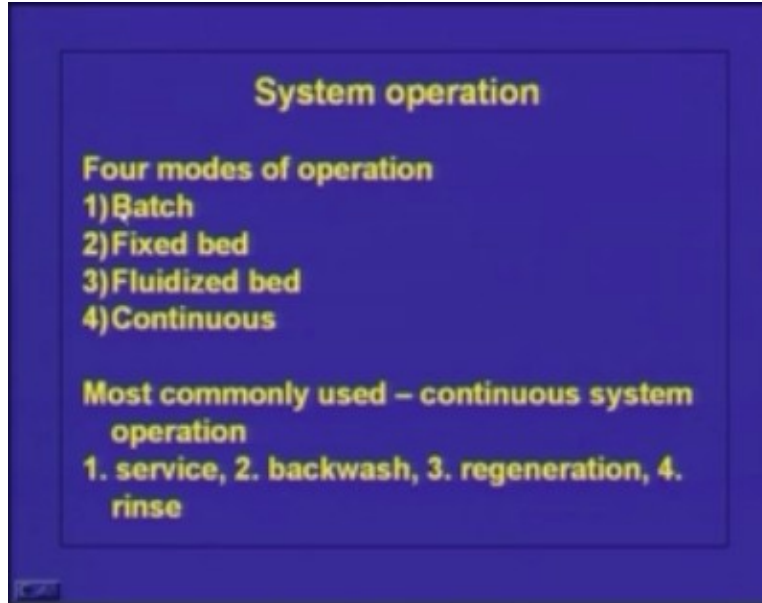 System operation
Four modes of operation
1)Batch
2)Fixed bed
3)Fluidized bed
4)Continuous
Most commonly used – continuous system
operation
1. service, 2. backwash, 3. regeneration, 4.
rinse